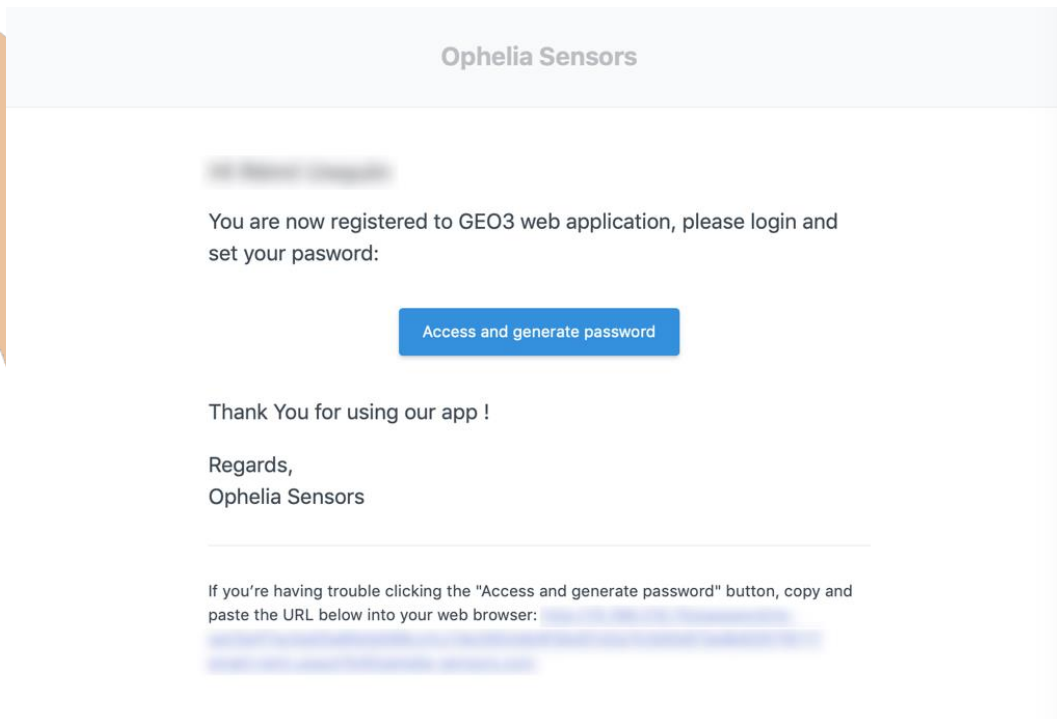 Ophelia Sensors
You are now registered to GEO3 web application, please login and
set your pasword:
Access and generate password
Thank You for using our app !
Regards,
Ophelia Sensors
If you're having trouble clicking the "Access and generate password" button, copy and
paste the URL below into your web browser: